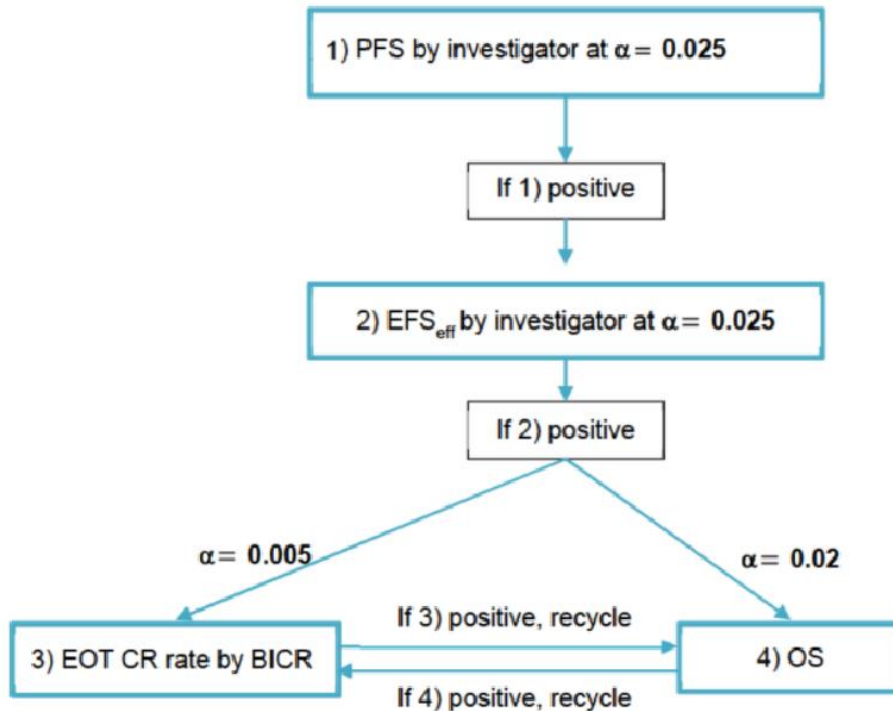 1) PFS by investigator at α= 0.025
If 1) positive
2) EFSeff by investigator at α= 0.025
If 2) positive
α= 0.005
α= 0.02
If 3) positive, recycle
3) EOT CR rate by BICR
4) OS
If 4) positive, recycle